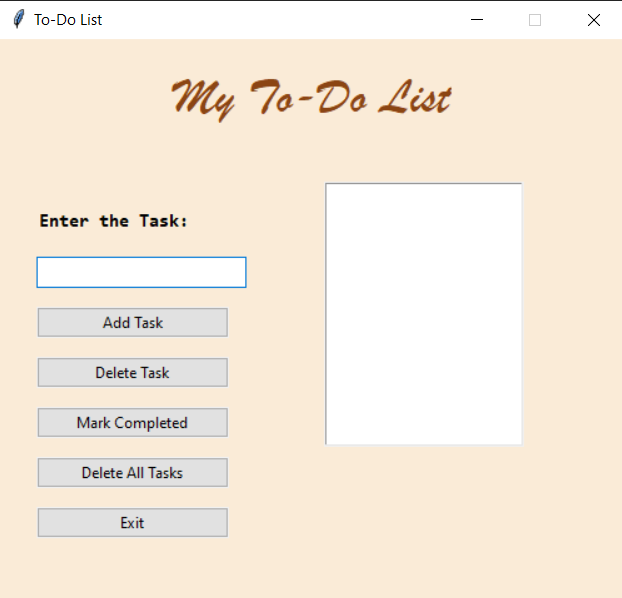 To-Do List
My To-Do List
Enter the Task:
Add Task
Delete Task
Mark Completed
Delete All Tasks
Exit